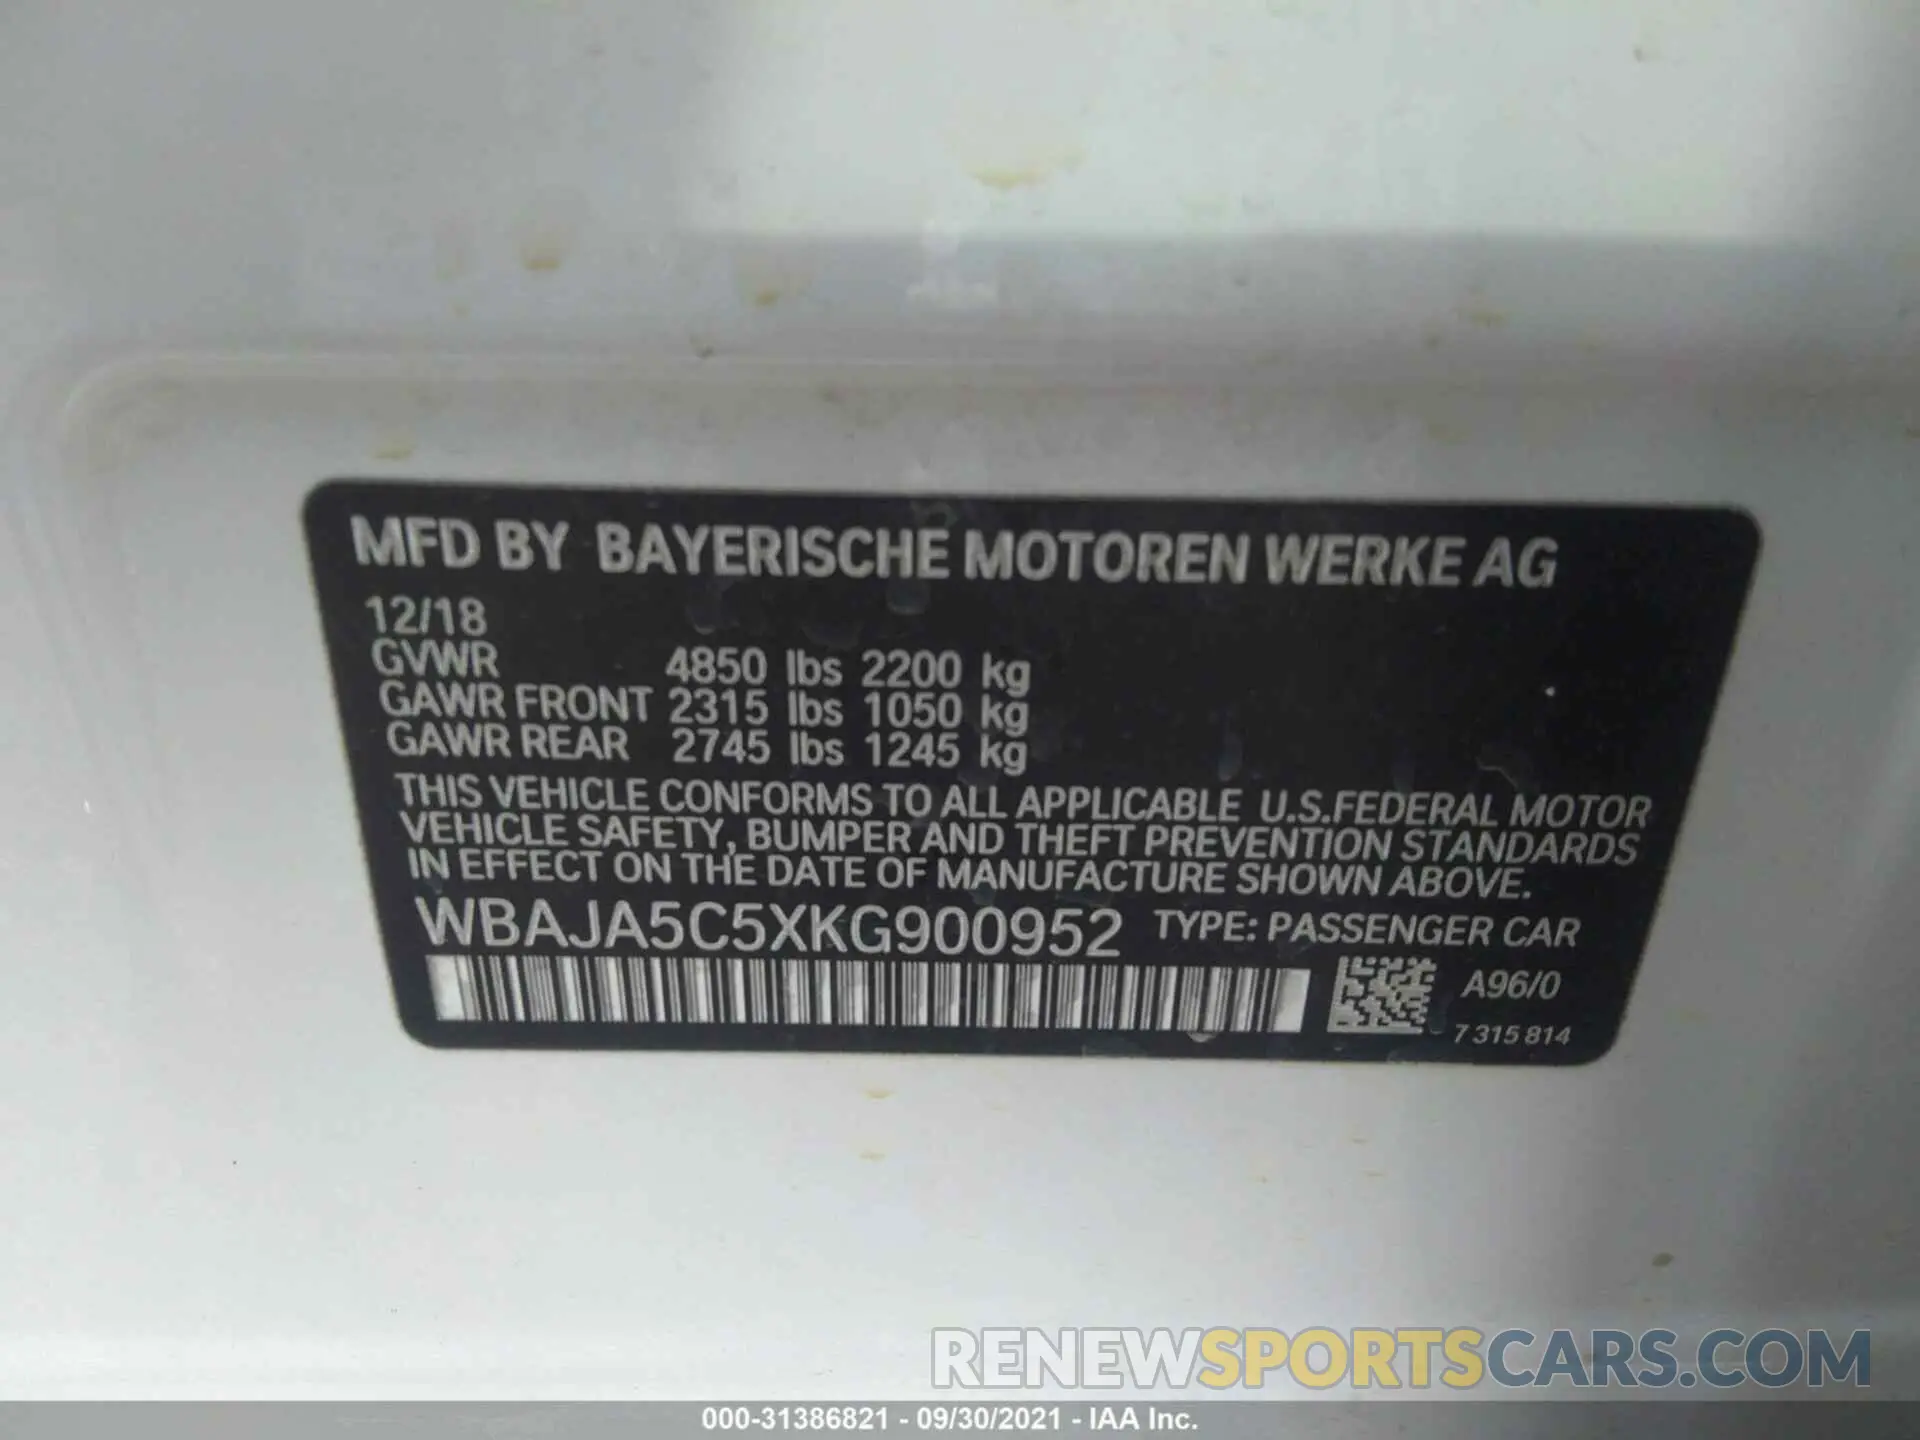 MFD BY BAYERISCHE MOTOREN WERKE AG
12/18
GVWR 4850 lbs 2200 kg
GAWR FRONT 2315 lbs 1050 kg
GAWR REAR 2745 lbs 1245 kg
THIS VEHICLE CONFORMS TO ALL APPLICABLE U.S.FEDERAL MOTOR
VEHICLE SAFETY, BUMPER AND THEFT PREVENTION STANDARDS
IN EFFECT ON THE DATE OF MANUFACTURE SHOWN ABOVE.
WBAJA5C5XKG900952 TYPE: PASSENGER CAR
A96/0
7 315 814
RENEWSPORTSCARS.COM
000-31386821 - 09/30/2021 - IAA Inc.